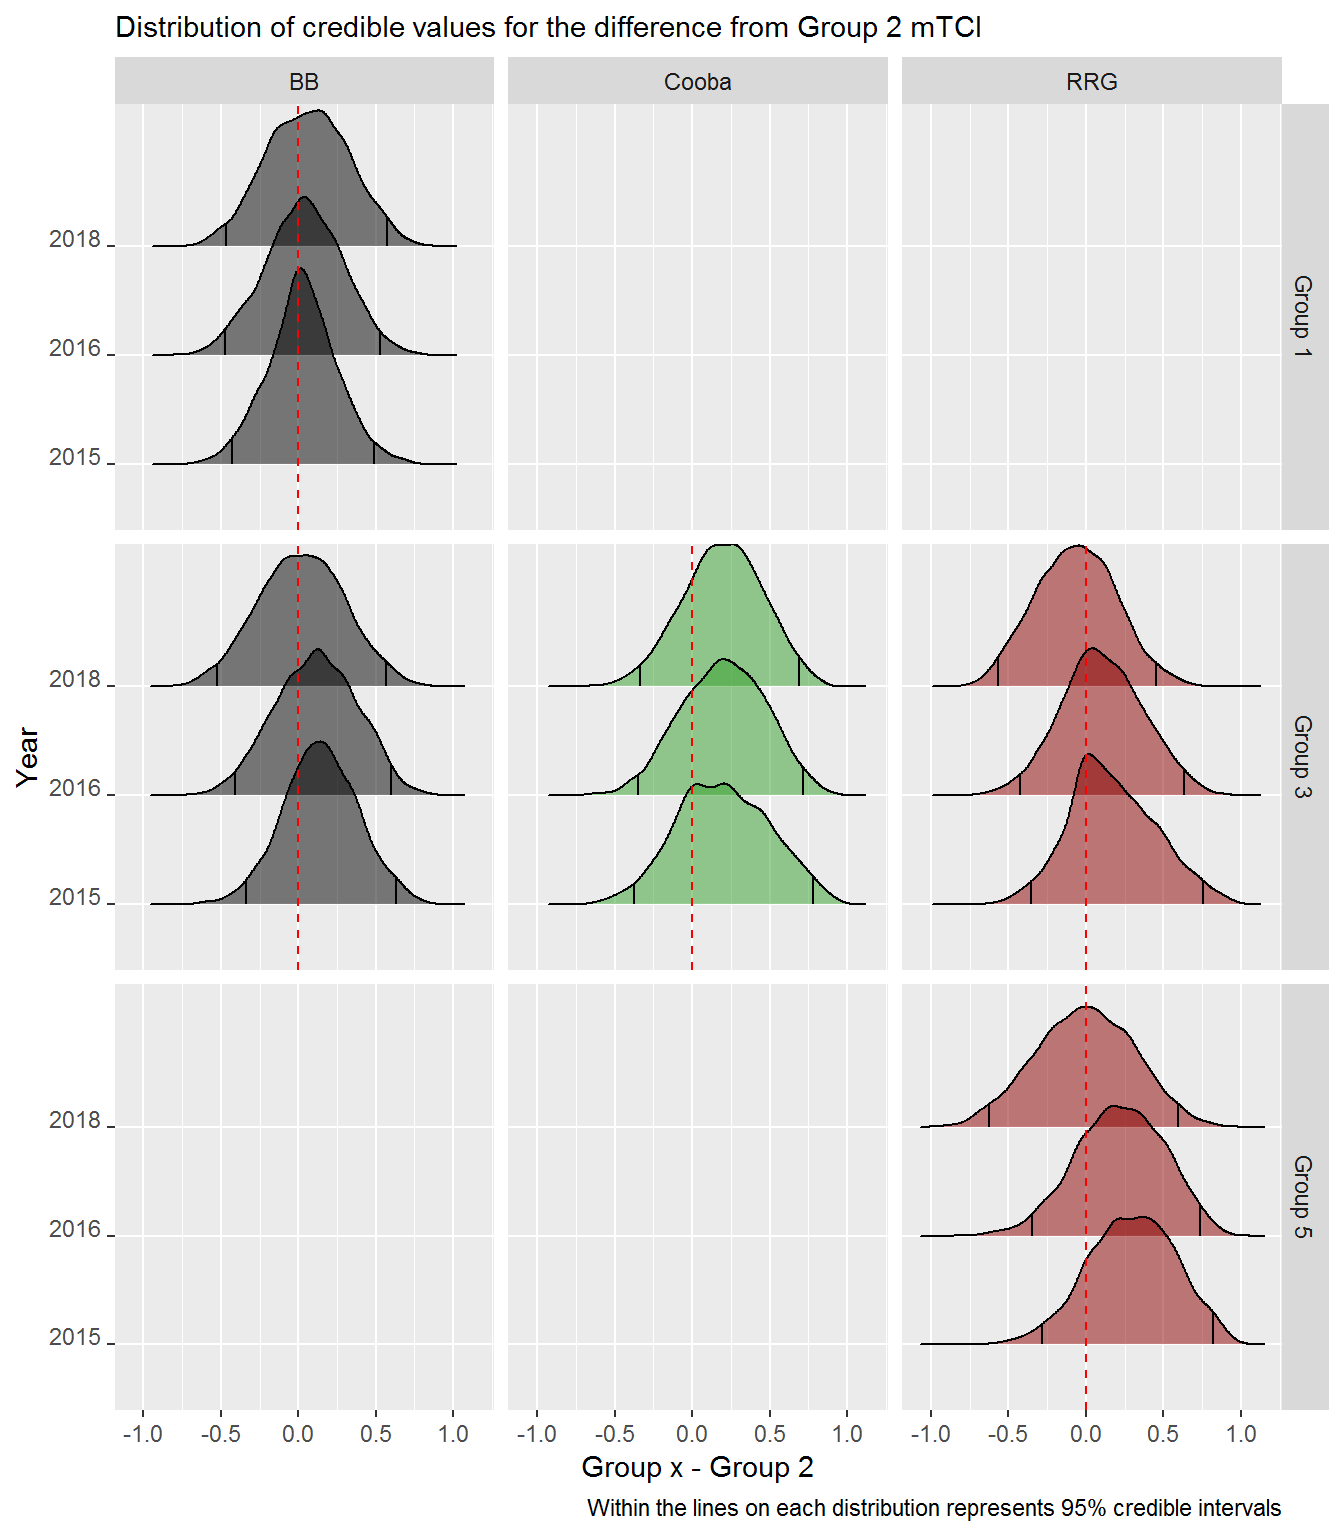 Distribution of credible values for the difference from Group 2 mTCI
BB
Cooba
RRG
2018
2016
2015
Group 1
2018
2016
2015
Group 3
Year
2018
2016
2015
Group 5
-1.0 -0.5 0.0 0.5 1.0
-1.0 -0.5 0.0 0.5 1.0
-1.0 -0.5 0.0 0.5 1.0
Group x - Group 2
Within the lines on each distribution represents 95% credible intervals